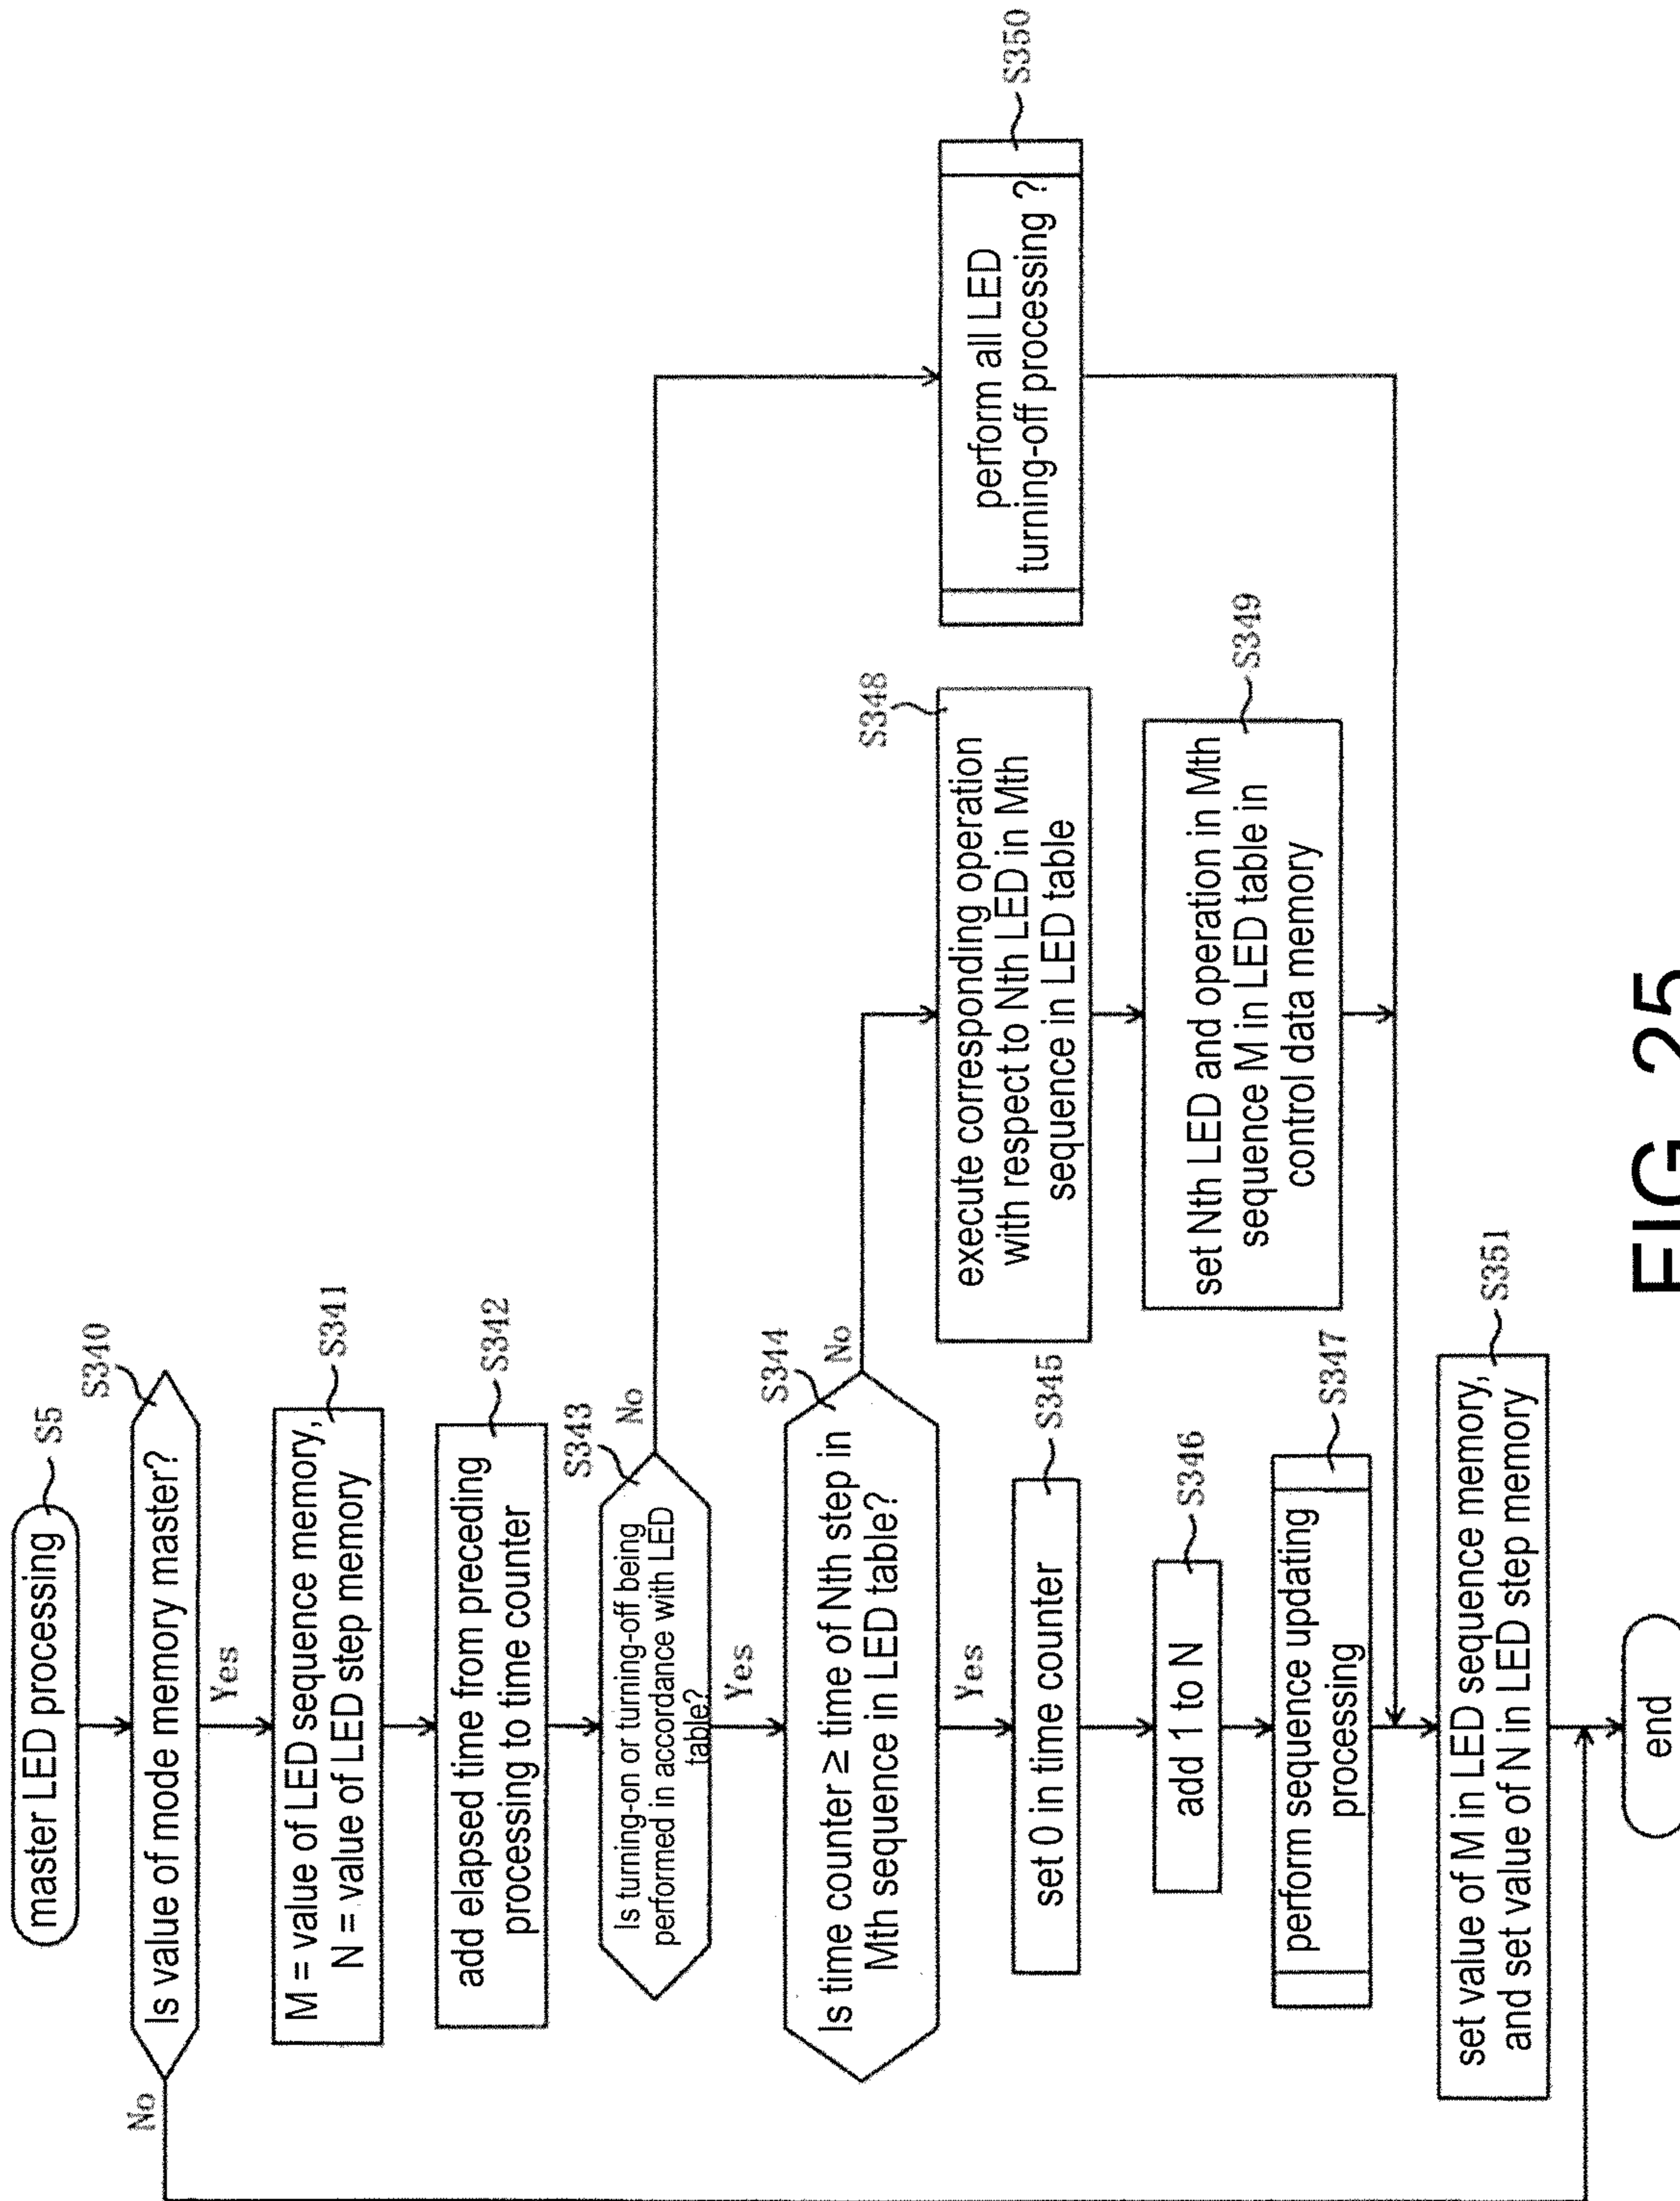 master LED processing
S5
Is value of mode memory master?
S340
No
Yes
M = value of LED sequence memory,
N = value of LED step memory
S341
add elapsed time from preceding
processing to time counter
S342
Is turning-on or turning-off being
performed in accordance with LED
table?
S343
No
Yes
Is time counter ≥ time of Nth step in
Mth sequence in LED table?
S344
No
Yes
set 0 in time counter
S345
add 1 to N
S346
perform sequence updating
processing
S347
execute corresponding operation
with respect to Nth LED in Mth
sequence in LED table
S348
set Nth LED and operation in Mth
sequence M in LED table in
control data memory
S349
perform all LED
turning-off processing ?
S350
set value of M in LED sequence memory,
and set value of N in LED step memory
S351
end
FIG. 25